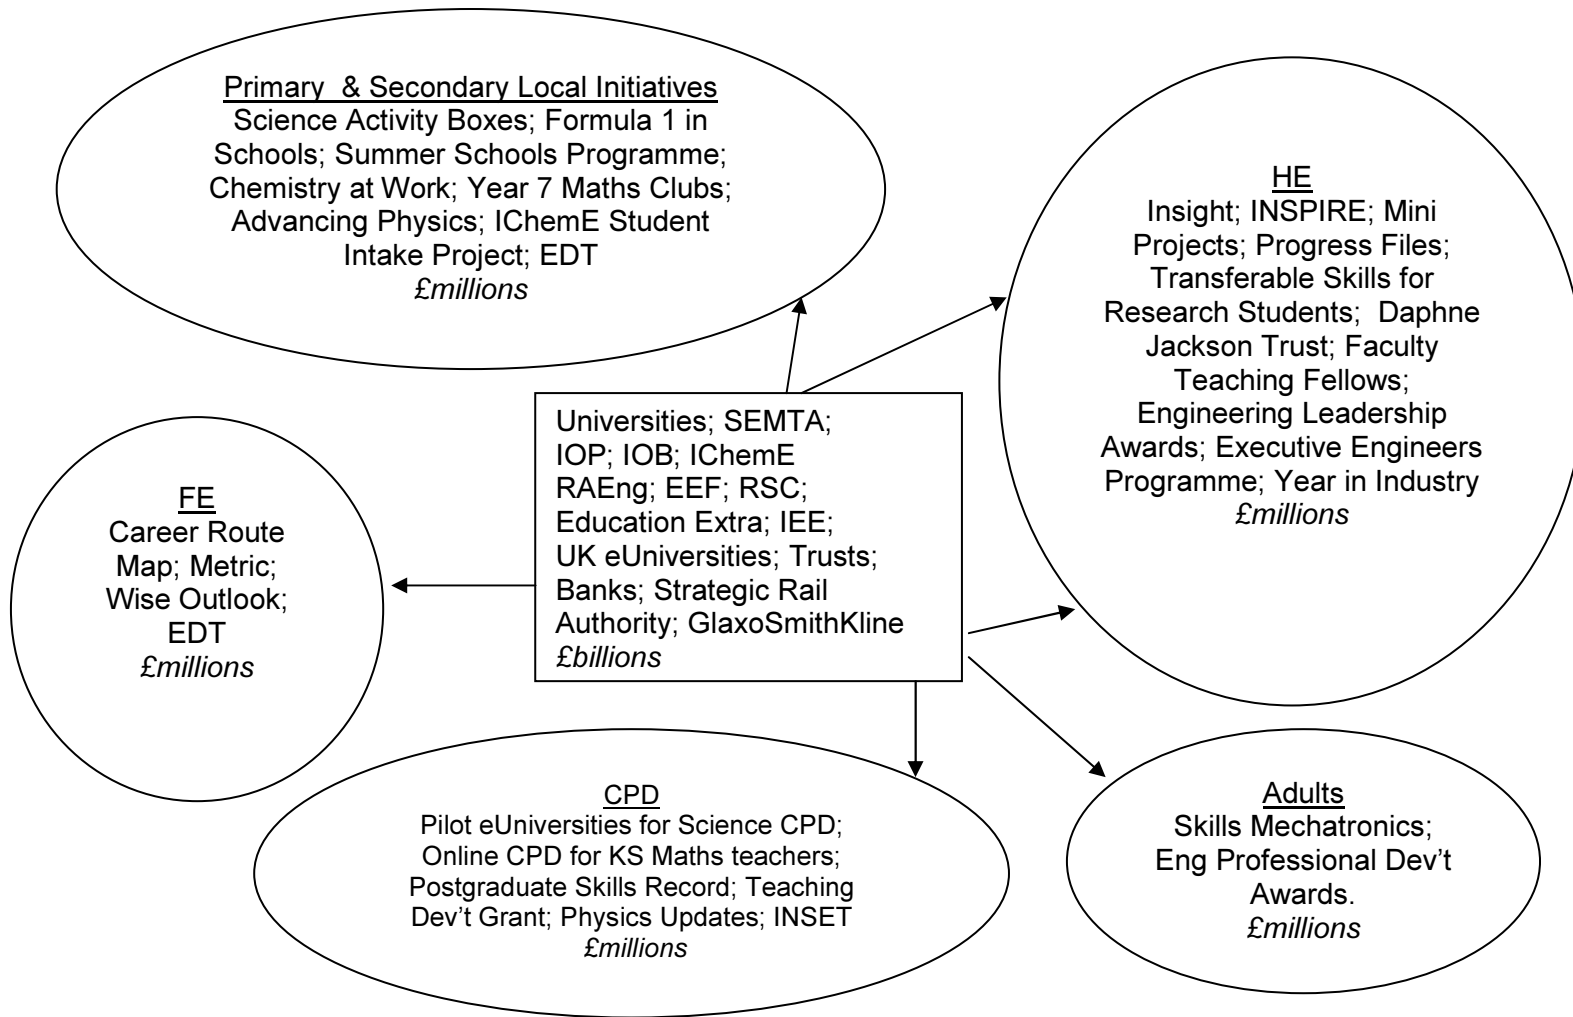 Primary & Secondary Local Initiatives
Science Activity Boxes; Formula 1 in
Schools; Summer Schools Programme;
Chemistry at Work; Year 7 Maths Clubs;
Advancing Physics; IChemE Student
Intake Project; EDT
£millions
HE
Insight; INSPIRE; Mini
Projects; Progress Files;
Transferable Skills for
Research Students; Daphne
Jackson Trust; Faculty
Teaching Fellows;
Engineering Leadership
Awards; Executive Engineers
Programme; Year in Industry
£millions
Universities; SEMTA;
IOP; IOB; IChemE
RAEng; EEF; RSC;
Education Extra; IEE;
UK eUniversities; Trusts;
Banks; Strategic Rail
Authority; GlaxoSmithKline
£billions
FE
Career Route
Map; Metric;
Wise Outlook;
EDT
£millions
CPD
Pilot eUniversities for Science CPD;
Online CPD for KS Maths teachers;
Postgraduate Skills Record; Teaching
Dev't Grant; Physics Updates; INSET
£millions
Adults
Skills Mechatronics;
Eng Professional Dev't
Awards.
£millions